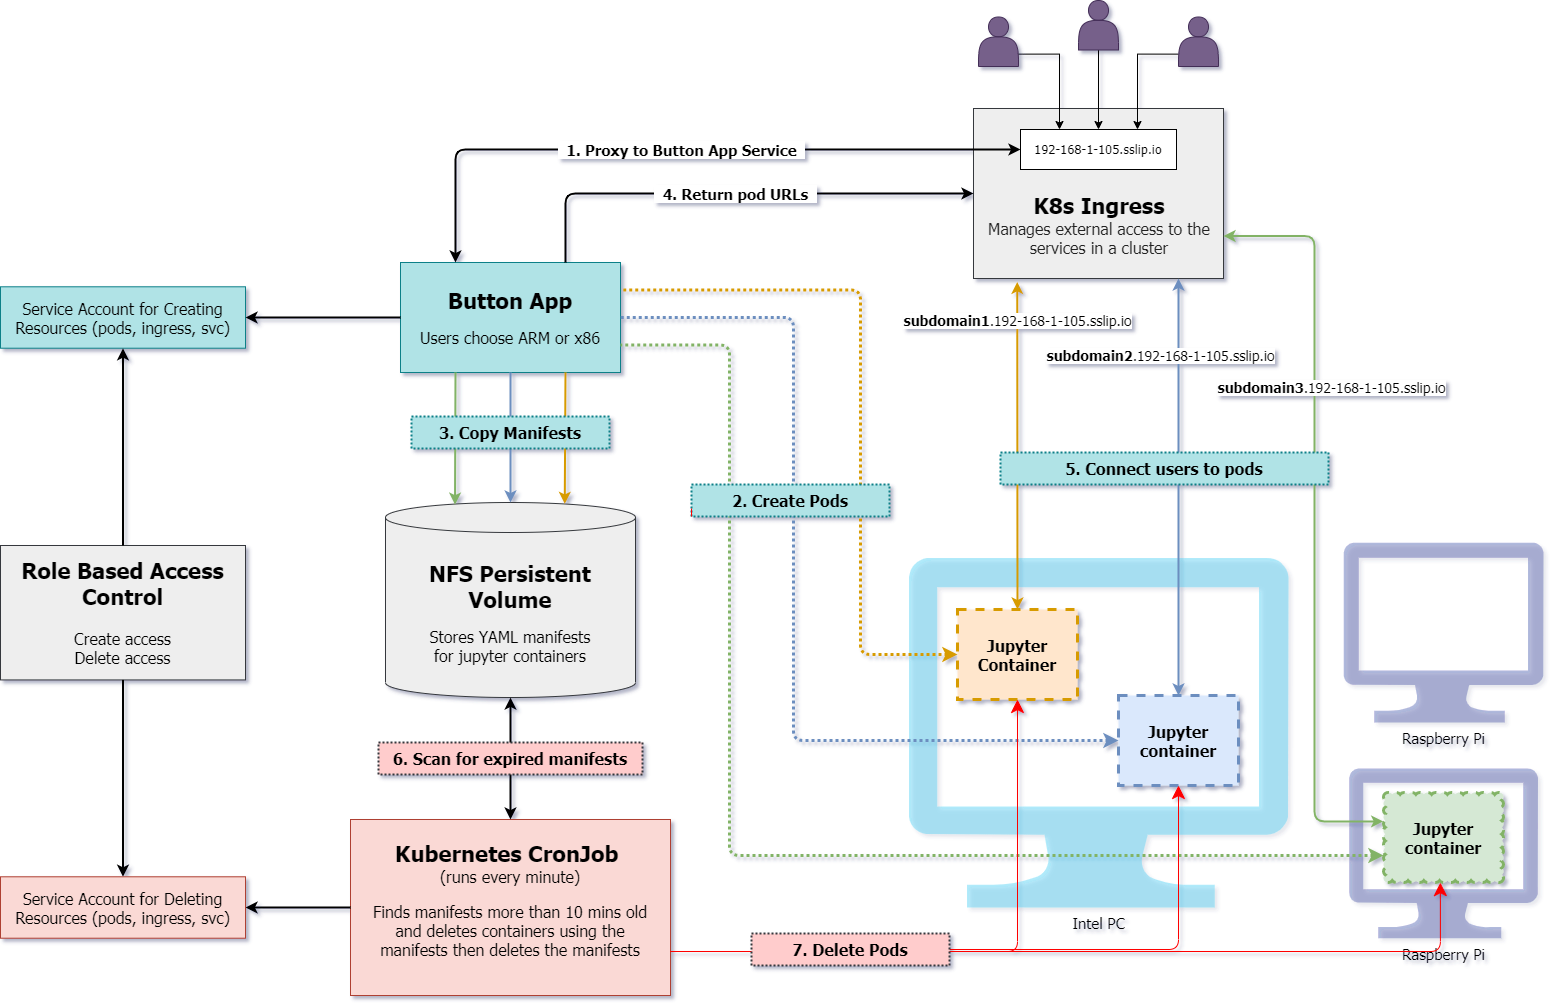 192-168-1-105.sslip.io
K8s Ingress
Manages external access to the
services in a cluster
1. Proxy to Button App Service
4. Return pod URLs
Button App
Users choose ARM or x86
Service Account for Creating
Resources (pods, ingress, svc)
subdomain1.192-168-1-105.sslip.io
subdomain2.192-168-1-105.sslip.io
subdomain3.192-168-1-105.sslip.io
3. Copy Manifests
5. Connect users to pods
2. Create Pods
Role Based Access
Control
Create access
Delete access
NFS Persistent
Volume
Stores YAML manifests
for jupyter containers
Jupyter
Container
Jupyter
container
Raspberry Pi
6. Scan for expired manifests
Jupyter
container
Kubernetes CronJob
(runs every minute)
Finds manifests more than 10 mins old
and deletes containers using the
manifests then deletes the manifests
Service Account for Deleting
Resources (pods, ingress, svc)
Intel PC
7. Delete Pods
Raspberry Pi